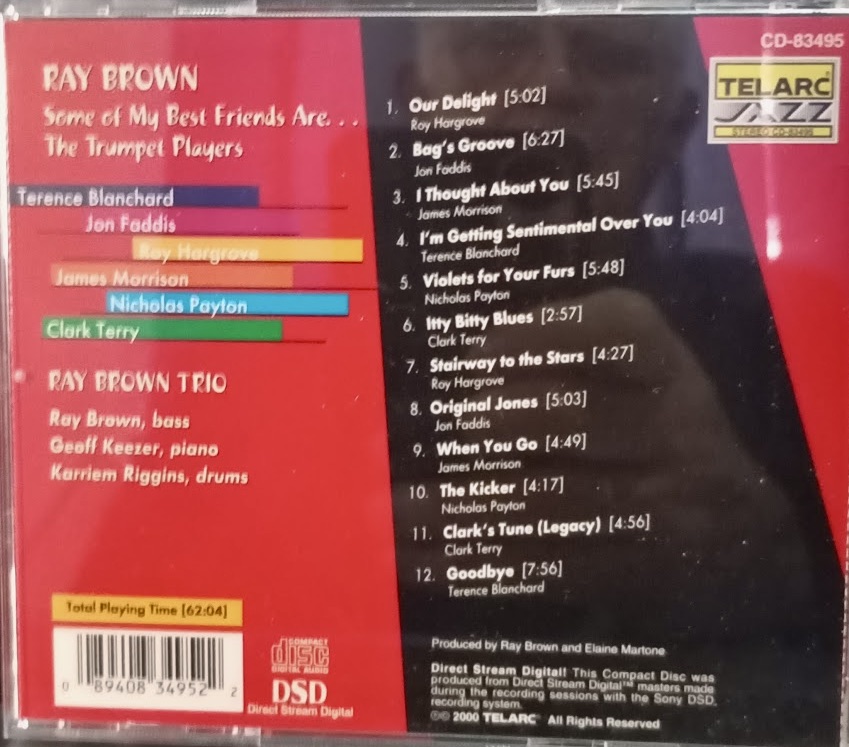 RAY BROWN
Some of My Best Friends Are. . .
The Trumpet Players
Terence Blanchard
Jon Faddis
Roy Hargrove
James Morrison
Nicholas Payton
Clark Terry
RAY BROWN TRIO
Ray Brown, bass
Geoff Keezer, piano
Karriem Riggins, drums
Total Playing Time [62:04]
0 89408 34952 2
COMPACT
disc
DIGITAL AUDIO
DSD
Direct Stream Digital
CD-83495
TELARC
JAZZ
STEREO CD-83495
1. Our Delight [5:02]
Roy Hargrove
2. Bag's Groove [6:27]
Jon Faddis
3. I Thought About You [5:45]
James Morrison
4. I'm Getting Sentimental Over You [4:04]
Terence Blanchard
5. Violets for Your Furs [5:48]
Nicholas Payton
6. Itty Bitty Blues [2:57]
Clark Terry
7. Stairway to the Stars [4:27]
Roy Hargrove
8. Original Jones [5:03]
Jon Faddis
9. When You Go [4:49]
James Morrison
10. The Kicker [4:17]
Nicholas Payton
11. Clark's Tune (Legacy) [4:56]
Clark Terry
12. Goodbye [7:56]
Terence Blanchard
Produced by Ray Brown and Elaine Martone
Direct Stream Digital! This Compact Disc was
produced from Direct Stream Digital™ masters made
during the recording sessions with the Sony DSD
recording system.
℗© 2000 TELARC® All Rights Reserved